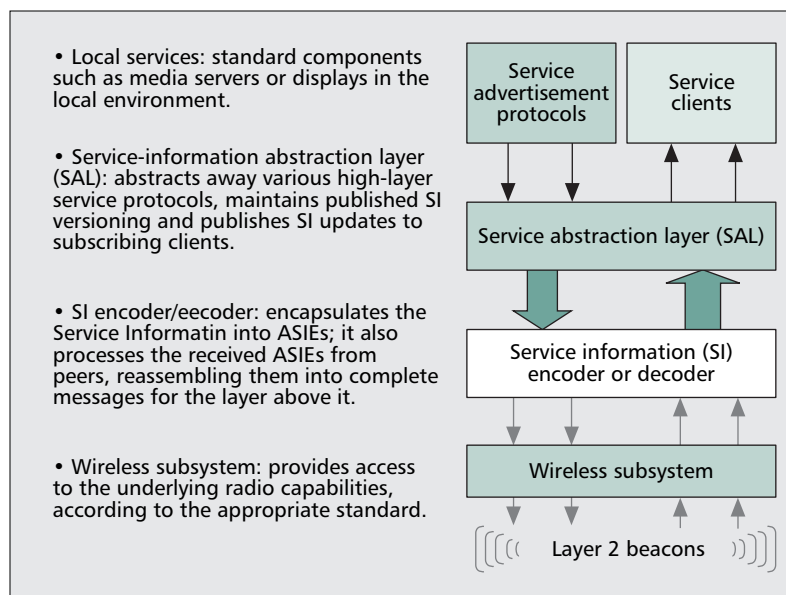 • Local services: standard components
such as media servers or displays in the
local environment.
• Service-information abstraction layer
(SAL): abstracts away various high-layer
service protocols, maintains published SI
versioning and publishes SI updates to
subscribing clients.
• SI encoder/eecoder: encapsulates the
Service Informatin into ASIEs; it also
processes the received ASIEs from
peers, reassembling them into complete
messages for the layer above it.
• Wireless subsystem: provides access
to the underlying radio capabilities,
according to the appropriate standard.
Service
advertisement
protocols
Service
clients
Service abstraction layer (SAL)
Service information (SI)
encoder or decoder
Wireless subsystem
Layer 2 beacons